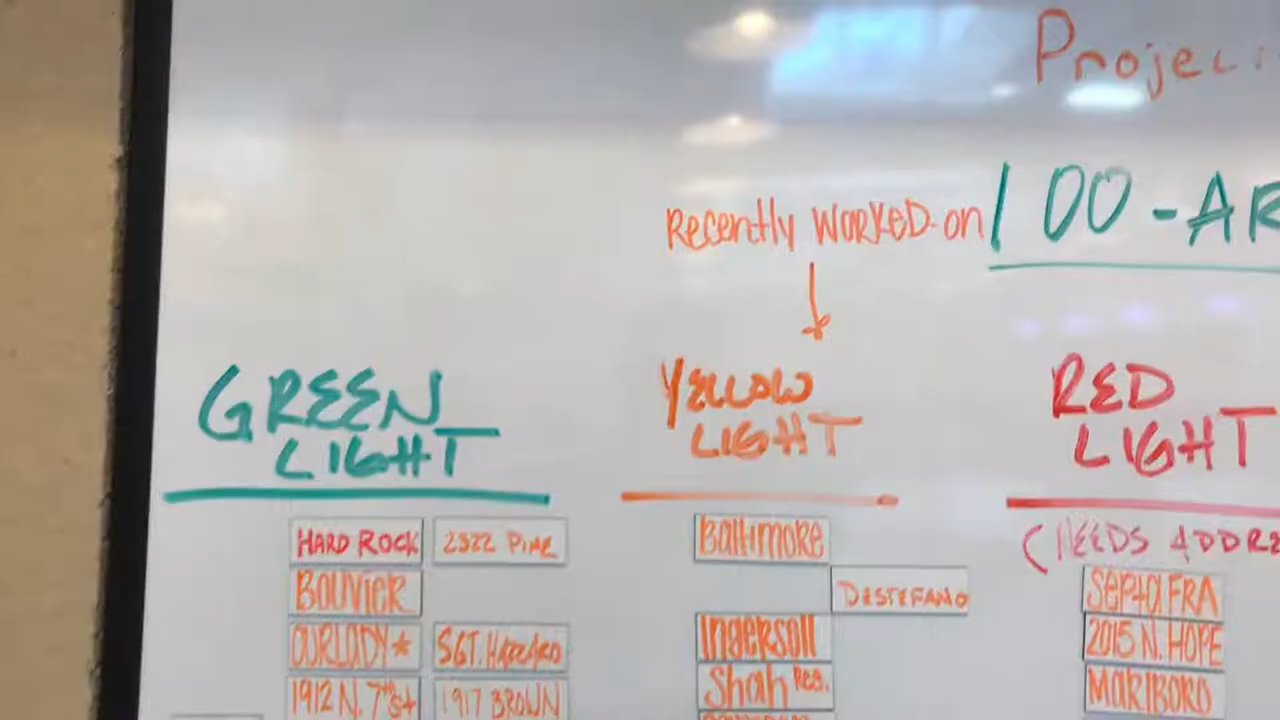 Projec
Recently WORKED on
100-AR
GREEN LIGHT
YELLOW LIGHT
RED LIGHT
(NEEDS ADDRE
HARD ROCK
2322 PINE
BOUVIER
OURLADY★
SGT. HAZZARD
1912 N. 7th St
1917 BROWN
BaltimoRE
DESTEFANO
IngeRsoll
Shah Res.
SEPTA FRA
2015 N. HOPE
MARlBORO